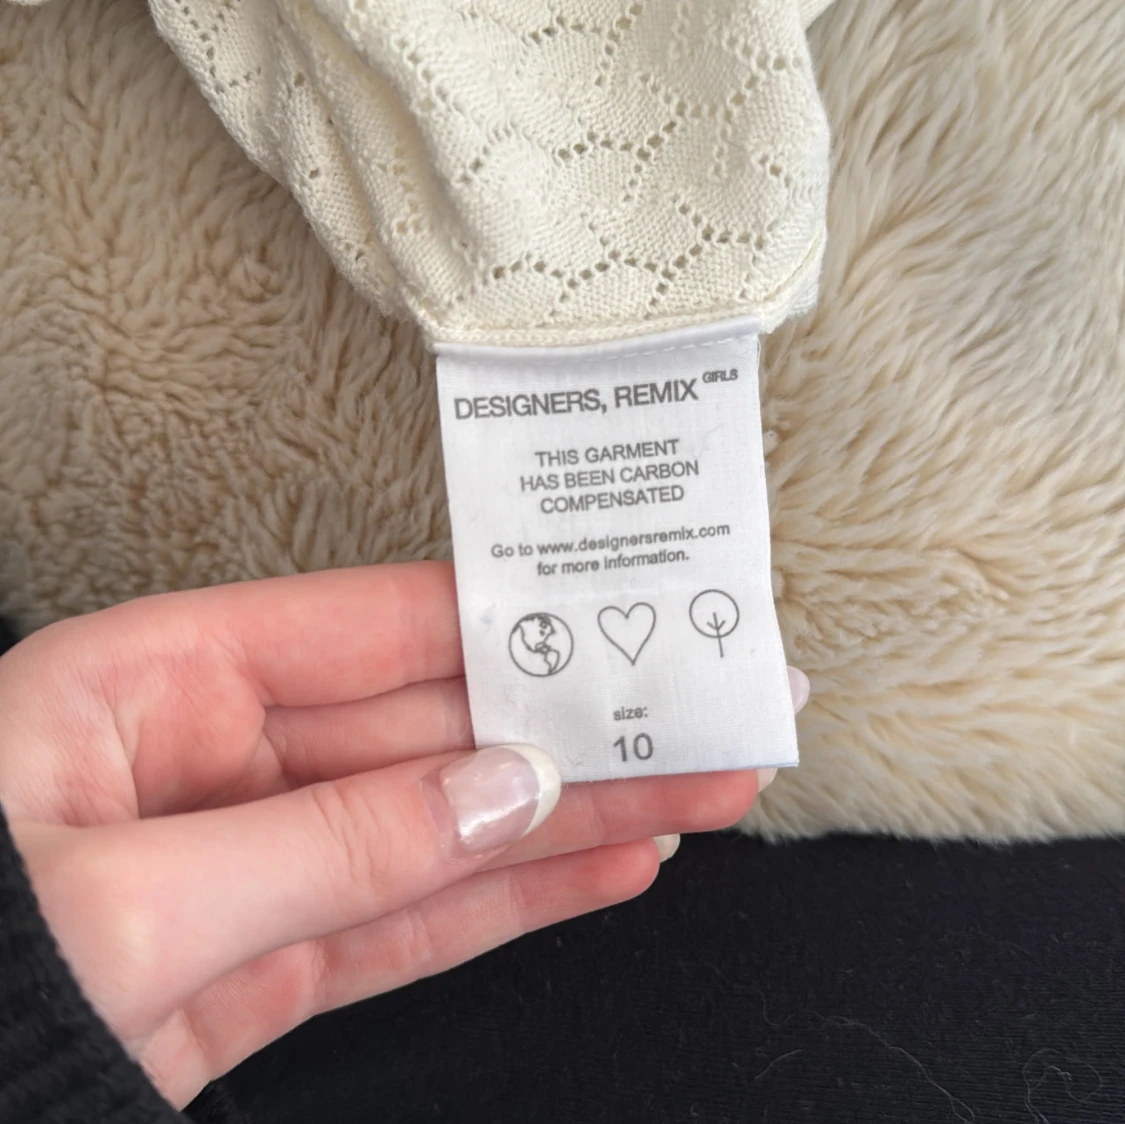 DESIGNERS, REMIX GIRLS
THIS GARMENT
HAS BEEN CARBON
COMPENSATED
Go to www.designersremix.com
for more information.
size:
10